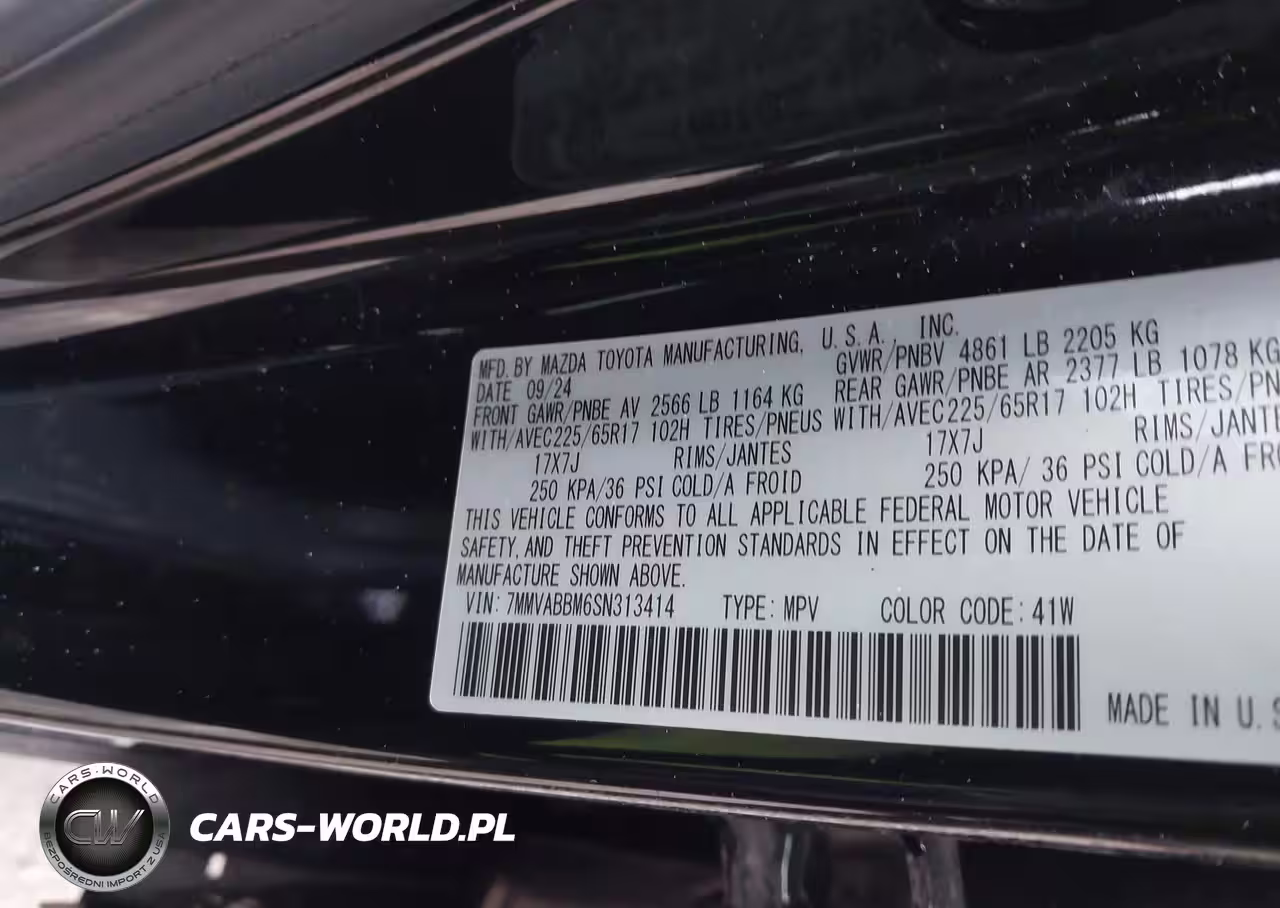 MFD. BY MAZDA TOYOTA MANUFACTURING, U.S.A., INC.
DATE 09/24 GVWR/PNBV 4861 LB 2205 KG
FRONT GAWR/PNBE AV 2566 LB 1164 KG REAR GAWR/PNBE AR 2377 LB 1078 KG
WITH/AVEC225/65R17 102H TIRES/PNEUS WITH/AVEC225/65R17 102H TIRES/PN
17X7J RIMS/JANTES 17X7J RIMS/JANTE
250 KPA/36 PSI COLD/A FROID 250 KPA/ 36 PSI COLD/A FRO
THIS VEHICLE CONFORMS TO ALL APPLICABLE FEDERAL MOTOR VEHICLE
SAFETY, AND THEFT PREVENTION STANDARDS IN EFFECT ON THE DATE OF
MANUFACTURE SHOWN ABOVE.
VIN: 7MMVABBM6SN313414 TYPE: MPV COLOR CODE: 41W
MADE IN U.S
CARS-WORLD
CW
BEZPOŚREDNI IMPORT Z USA
CARS-WORLD.PL